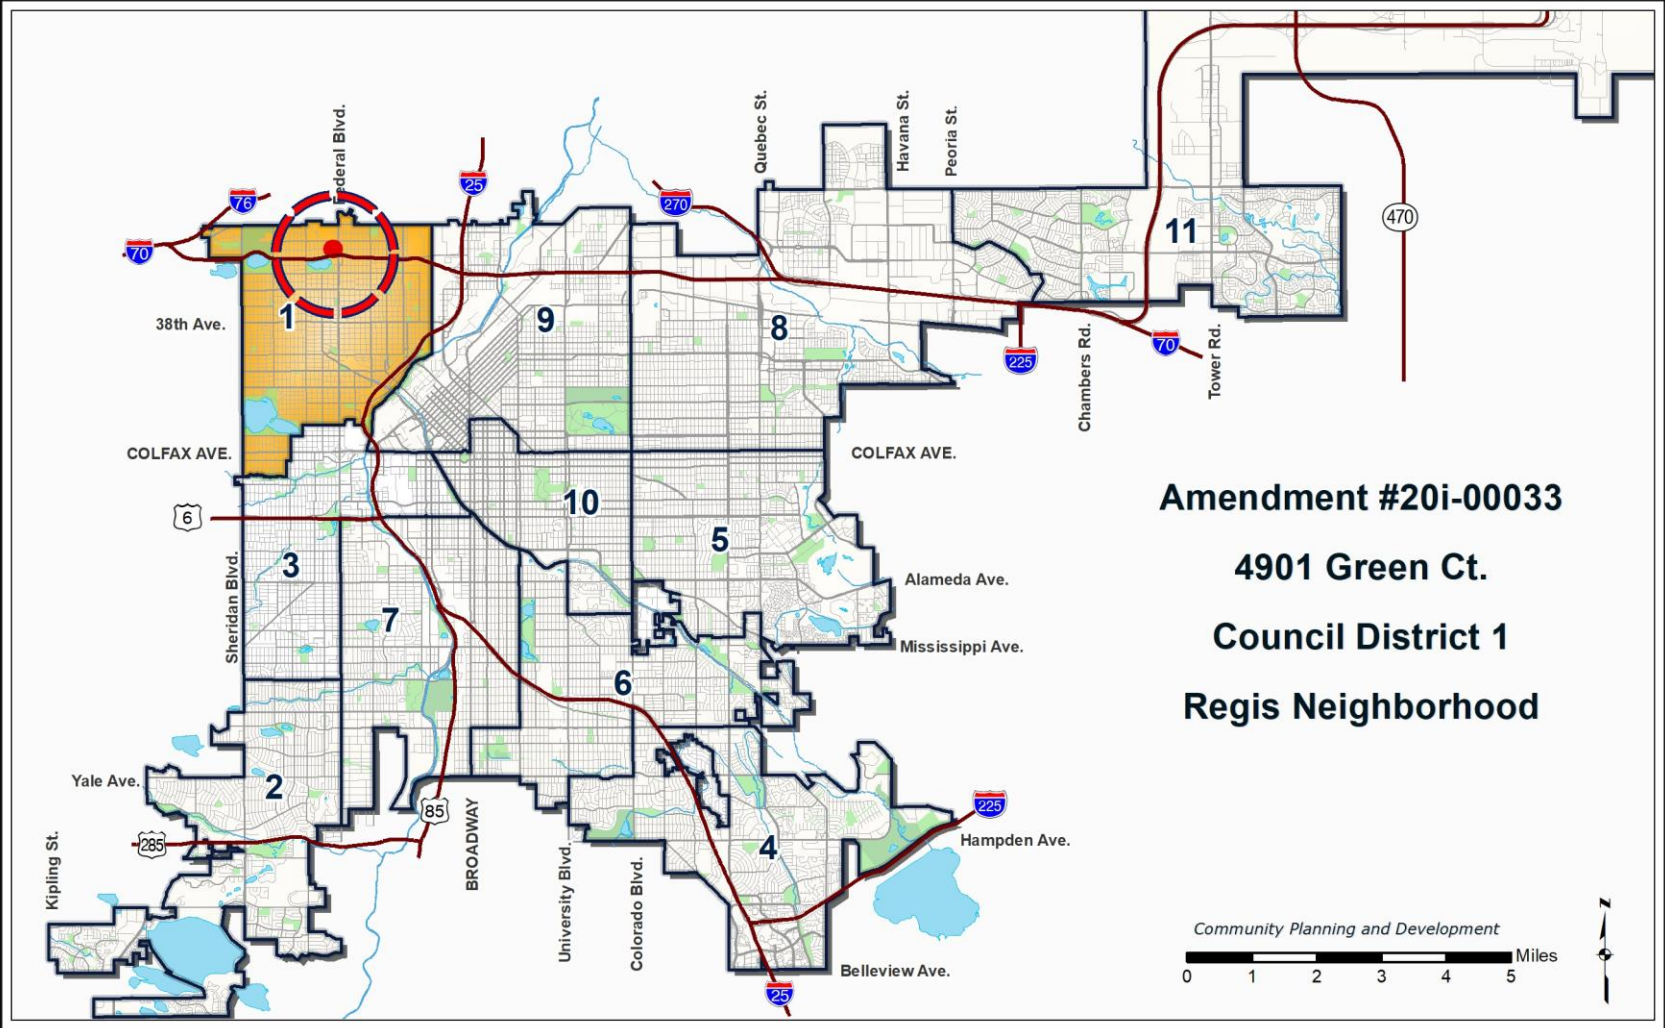 Federal Blvd.
Quebec St.
Havana St.
Peoria St.
76
25
270
70
470
11
1
38th Ave.
9
8
225
70
Chambers Rd.
Tower Rd.
COLFAX AVE.
COLFAX AVE.
6
10
5
3
Sheridan Blvd.
7
Alameda Ave.
Mississippi Ave.
6
Amendment #20i-00033
4901 Green Ct.
Council District 1
Regis Neighborhood
Yale Ave.
2
85
285
BROADWAY
Kipling St.
University Blvd.
Colorado Blvd.
4
225
Hampden Ave.
Belleview Ave.
25
Community Planning and Development
Miles
0 1 2 3 4 5
N